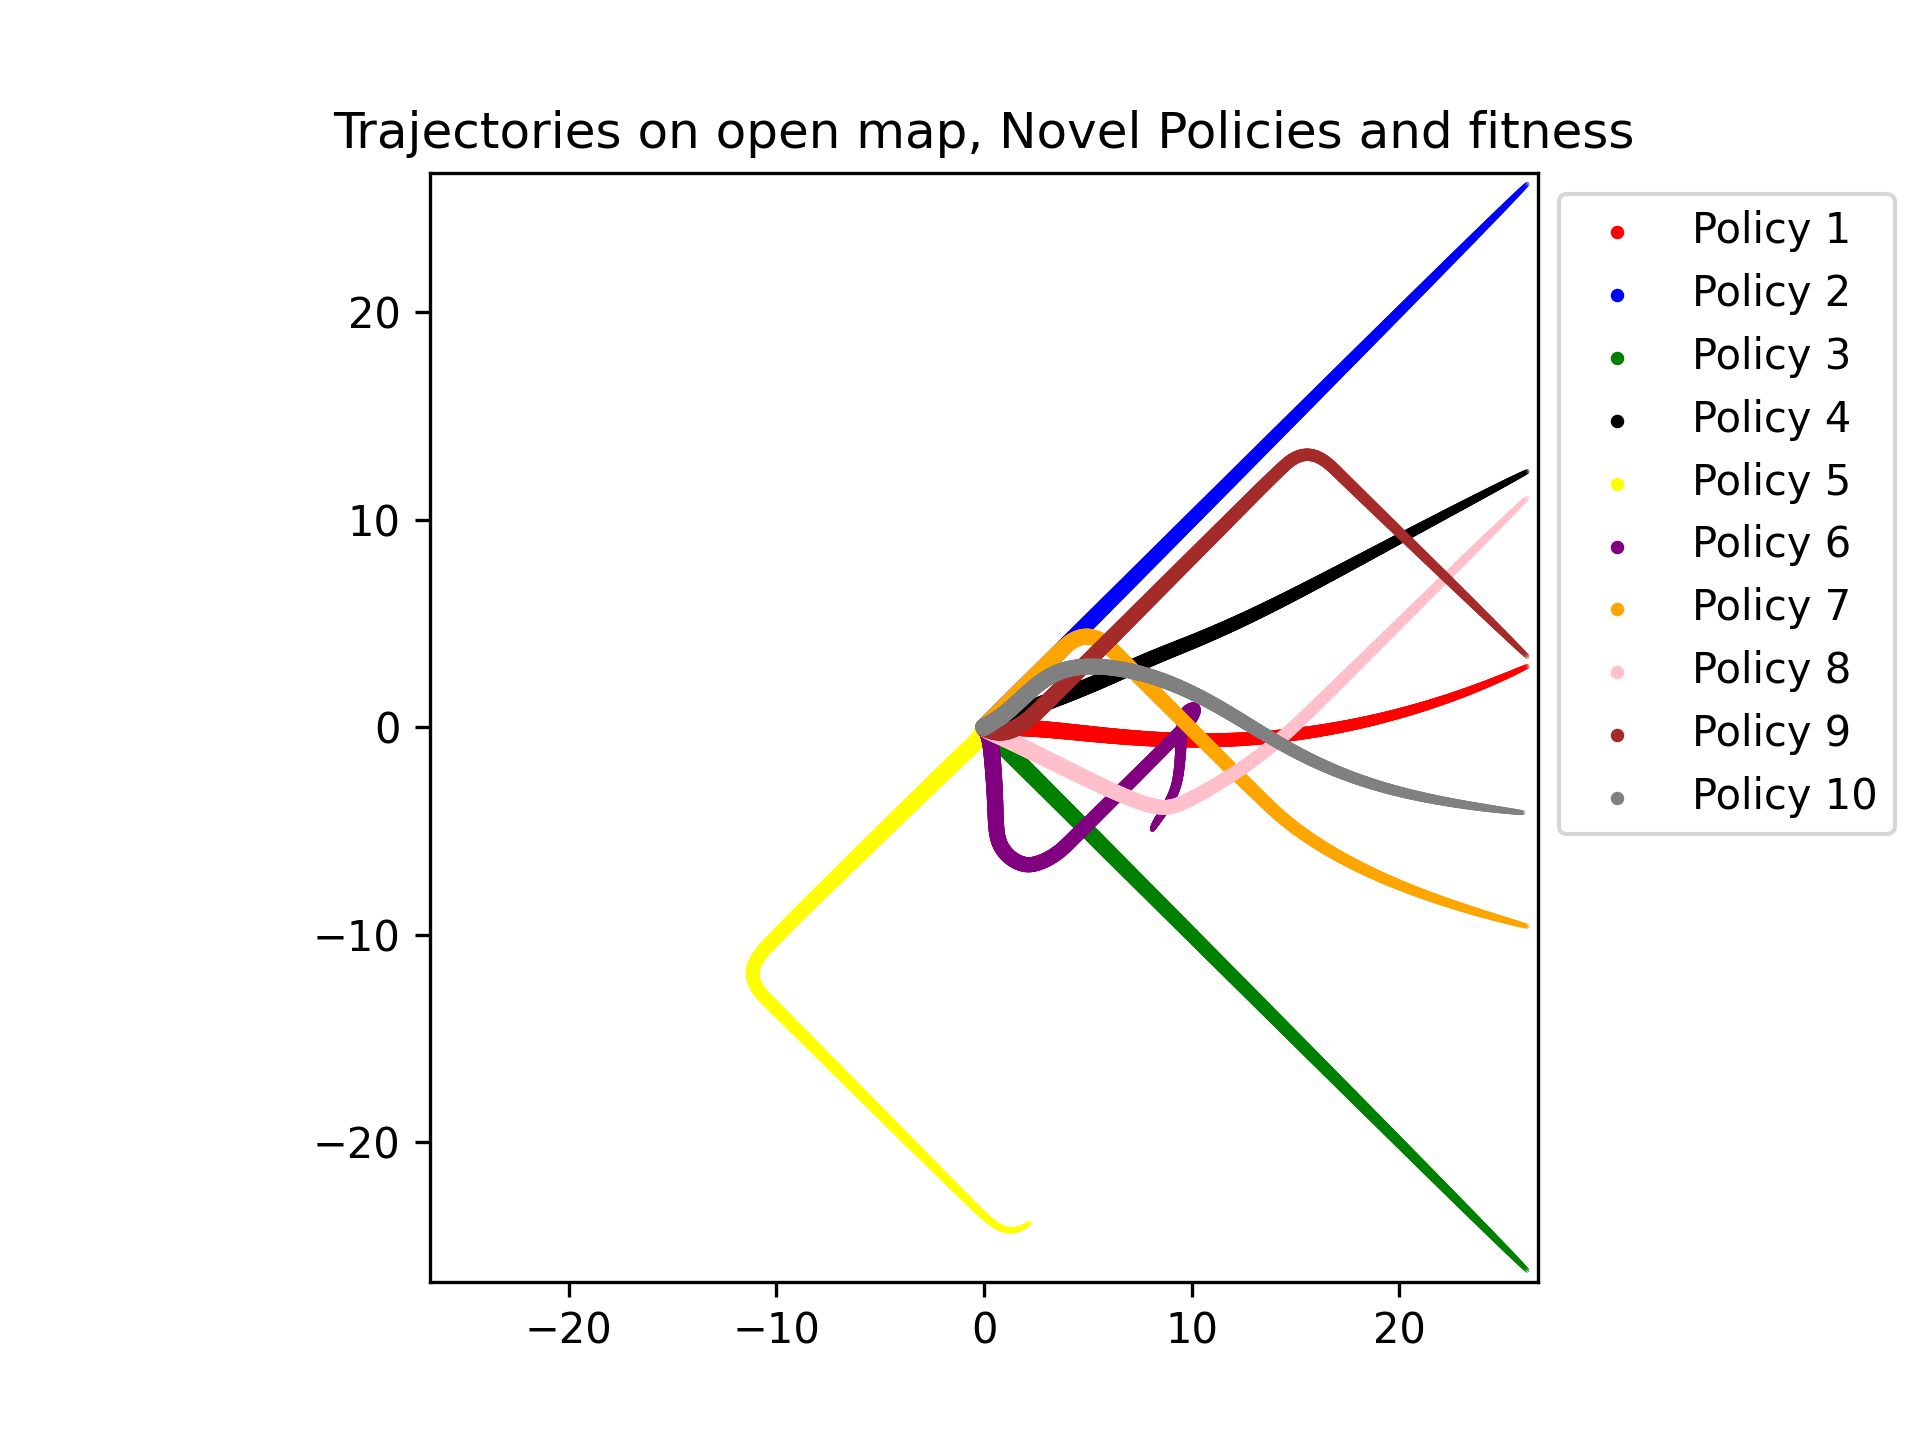 Trajectories on open map, Novel Policies and fitness
20
10
0
−10
−20
−20 −10 0 10 20
Policy 1
Policy 2
Policy 3
Policy 4
Policy 5
Policy 6
Policy 7
Policy 8
Policy 9
Policy 10